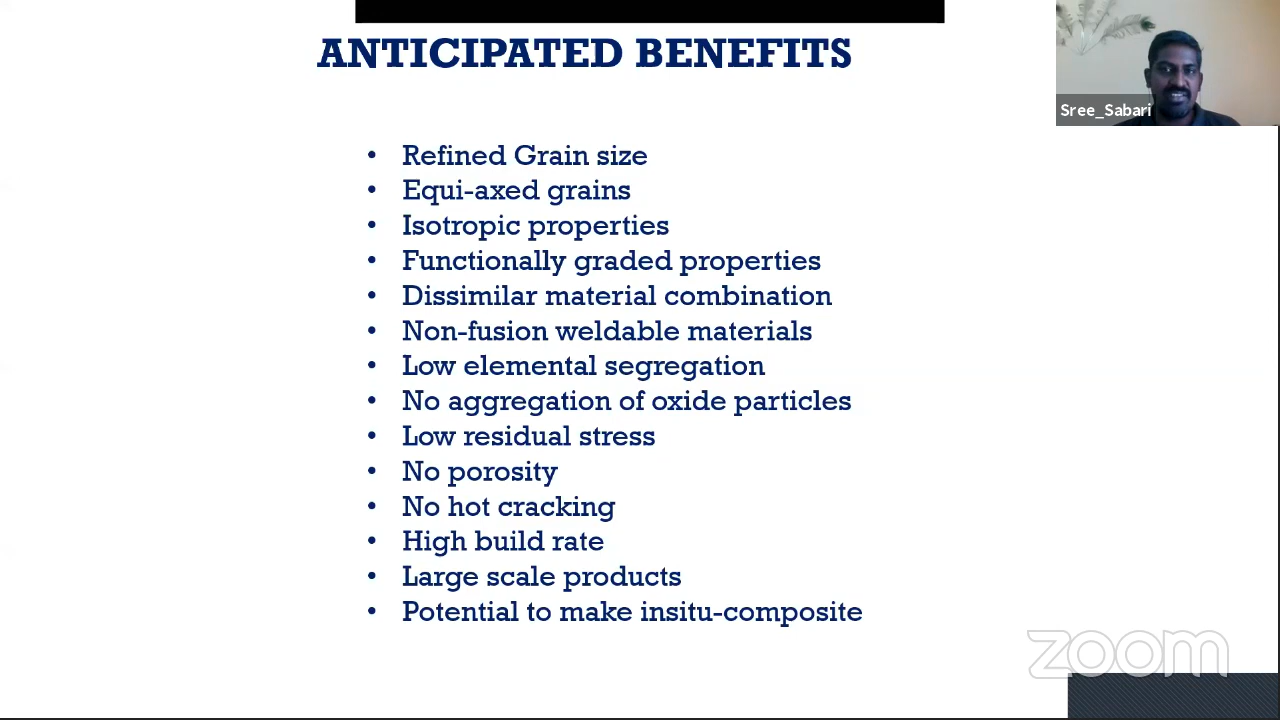 ANTICIPATED BENEFITS
Sree_Sabari
• Refined Grain size
• Equi-axed grains
• Isotropic properties
• Functionally graded properties
• Dissimilar material combination
• Non-fusion weldable materials
• Low elemental segregation
• No aggregation of oxide particles
• Low residual stress
• No porosity
• No hot cracking
• High build rate
• Large scale products
• Potential to make insitu-composite
zoom